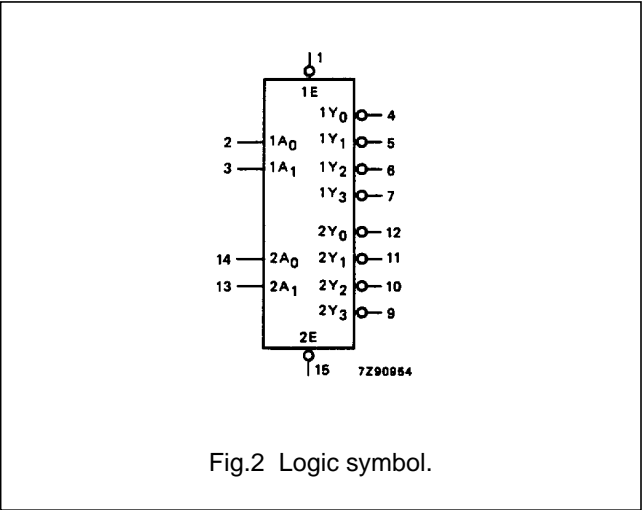 1
1E
1Y0 4
2 1A0 1Y1 5
3 1A1 1Y2 6
1Y3 7
2Y0 12
14 2A0 2Y1 11
13 2A1 2Y2 10
2Y3 9
2E
15 7Z90954
Fig.2 Logic symbol.